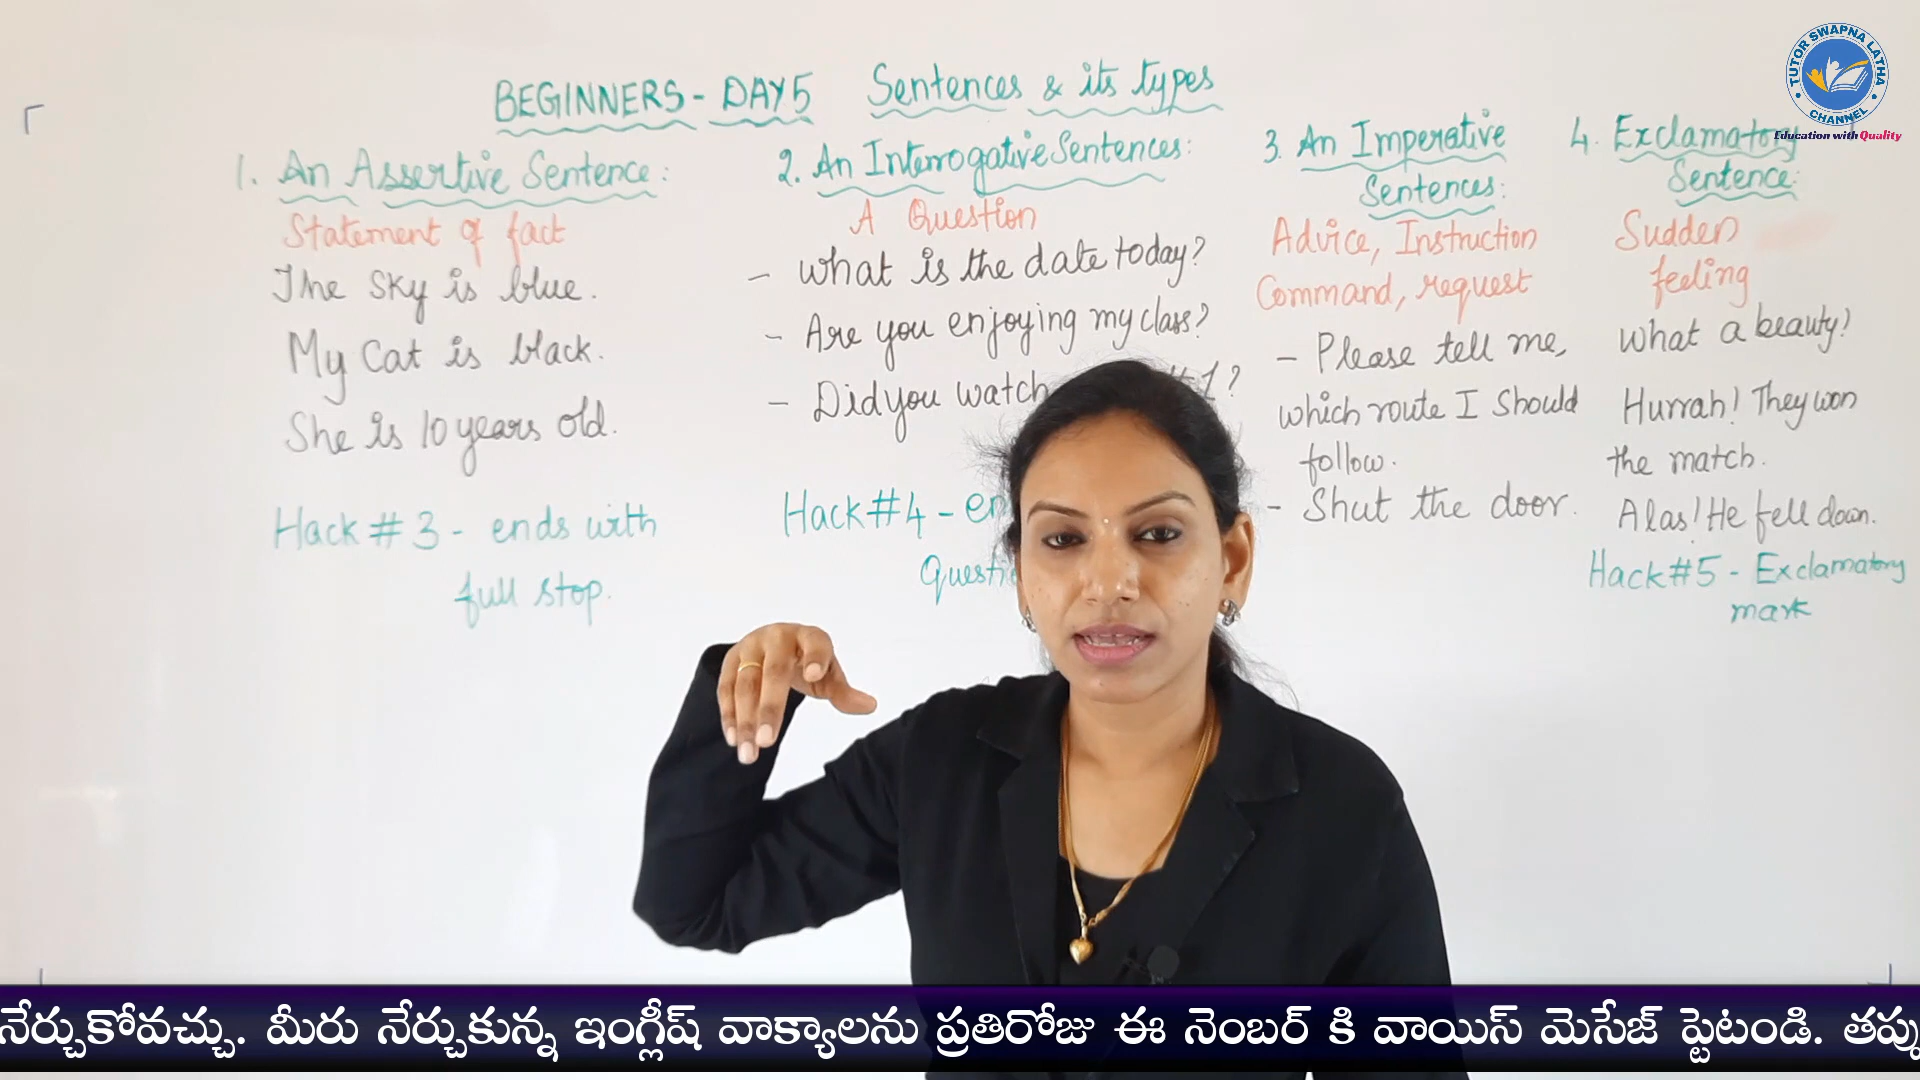 BEGINNERS - DAY 5 Sentences & its types
1. An Assertive Sentence:
Statement of fact
The Sky is blue.
My Cat is black.
She is 10 years old.
Hack # 3 - ends with
full stop.
2. An Interrogative Sentences:
A Question
- What is the date today?
- Are you enjoying my class?
- Did you watch 1?
Hack # 4 -
3. An Imperative
Sentences:
Advice, Instruction
Command, request
- Please tell me,
which route I should
follow.
- Shut the door.
4. Exclamatory
Sentence:
Sudden
feeling
What a beauty!
Hurrah! They won
the match.
Alas! He fell down.
Hack # 5 - Exclamatory
mark
TUTOR SWAPNA LATHA
CHANNEL
Education with Quality
నేర్చుకోవచ్చు. మీరు నేర్చుకున్న ఇంగ్లీష్ వాక్యాలను ప్రతిరోజు ఈ నెంబర్ కి వాయిస్ మెసేజ్ పెట్టండి. తప్పు